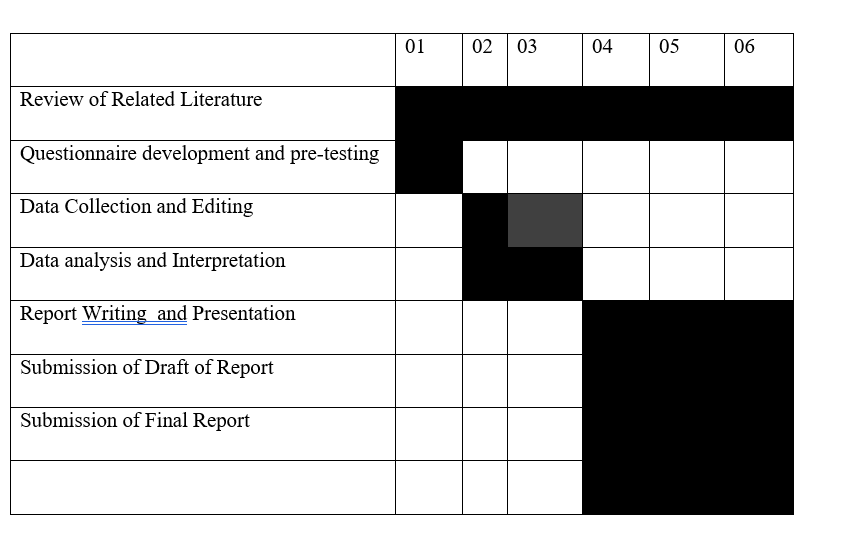 01 02 03 04 05 06
Review of Related Literature
Questionnaire development and pre-testing
Data Collection and Editing
Data analysis and Interpretation
Report Writing  and Presentation
Submission of Draft of Report
Submission of Final Report